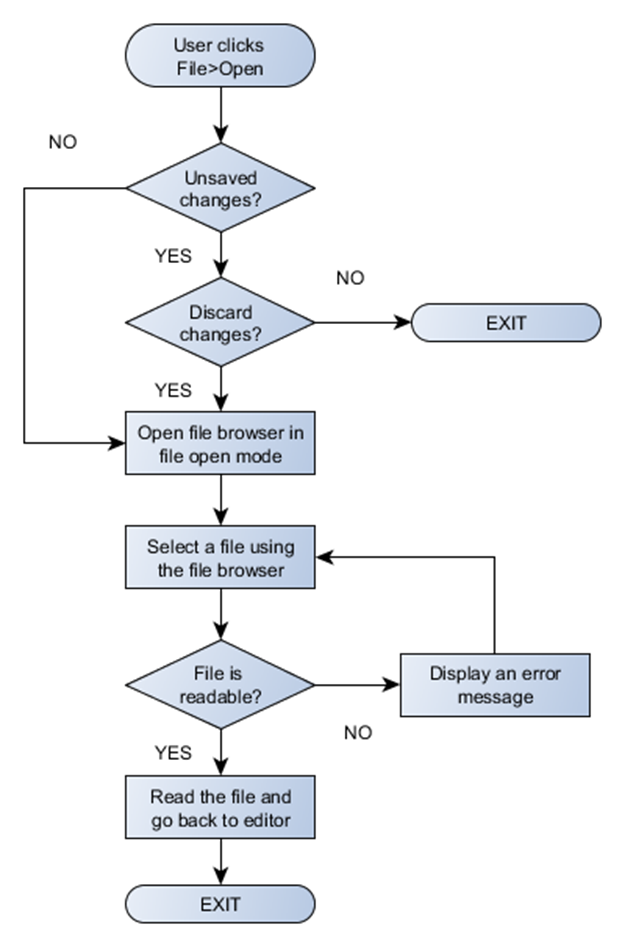 User clicks
File>Open
NO
Unsaved
changes?
YES
NO
Discard
changes?
EXIT
YES
Open file browser in
file open mode
Select a file using
the file browser
File is
readable?
Display an error
message
NO
YES
Read the file and
go back to editor
EXIT